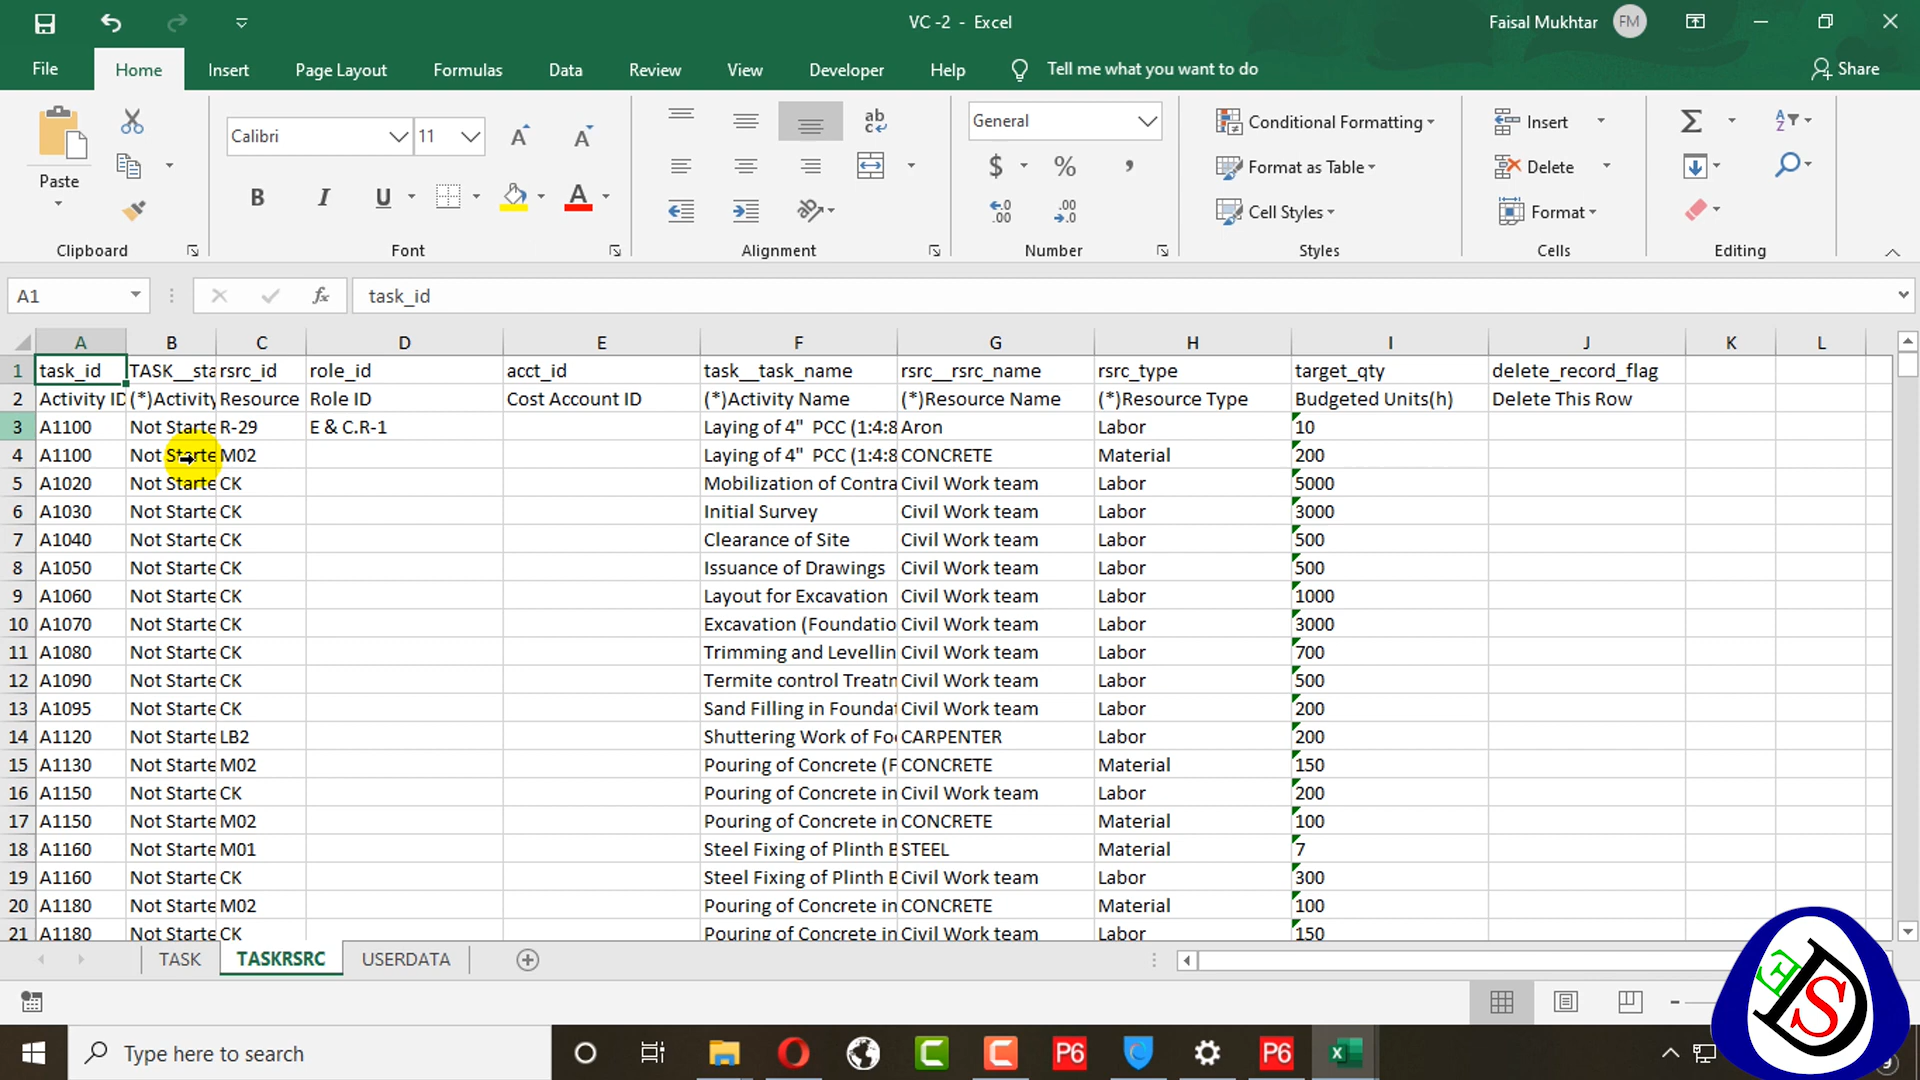 VC -2 - Excel
Faisal Mukhtar FM
File Home Insert Page Layout Formulas Data Review View Developer Help Tell me what you want to do Share
Paste
Clipboard
Calibri 11
B I U
Font
ab
Alignment
General
$ % ,
Number
Conditional Formatting
Format as Table
Cell Styles
Styles
Insert
Delete
Format
Cells
Editing
A1 fx task_id
A B C D E F G H I J K L
1 task_id TASK__sta rsrc_id role_id acct_id task__task_name rsrc__rsrc_name rsrc_type target_qty delete_record_flag
2 Activity ID (*)Activity Resource Role ID Cost Account ID (*)Activity Name (*)Resource Name (*)Resource Type Budgeted Units(h) Delete This Row
3 A1100 Not Starte R-29 E & C.R-1 Laying of 4" PCC (1:4:8 Aron Labor 10
4 A1100 Not Starte M02 Laying of 4" PCC (1:4:8 CONCRETE Material 200
5 A1020 Not Starte CK Mobilization of Contra Civil Work team Labor 5000
6 A1030 Not Starte CK Initial Survey Civil Work team Labor 3000
7 A1040 Not Starte CK Clearance of Site Civil Work team Labor 500
8 A1050 Not Starte CK Issuance of Drawings Civil Work team Labor 500
9 A1060 Not Starte CK Layout for Excavation Civil Work team Labor 1000
10 A1070 Not Starte CK Excavation (Foundatio Civil Work team Labor 3000
11 A1080 Not Starte CK Trimming and Levellin Civil Work team Labor 700
12 A1090 Not Starte CK Termite control Treatn Civil Work team Labor 500
13 A1095 Not Starte CK Sand Filling in Foundat Civil Work team Labor 200
14 A1120 Not Starte LB2 Shuttering Work of Foo CARPENTER Labor 200
15 A1130 Not Starte M02 Pouring of Concrete (F CONCRETE Material 150
16 A1150 Not Starte CK Pouring of Concrete in Civil Work team Labor 200
17 A1150 Not Starte M02 Pouring of Concrete in CONCRETE Material 100
18 A1160 Not Starte M01 Steel Fixing of Plinth B STEEL Material 7
19 A1160 Not Starte CK Steel Fixing of Plinth B Civil Work team Labor 300
20 A1180 Not Starte M02 Pouring of Concrete in CONCRETE Material 100
21 A1180 Not Starte CK Pouring of Concrete in Civil Work team Labor 150
TASK TASKRSRC USERDATA
Type here to search
P6 P6
EDS